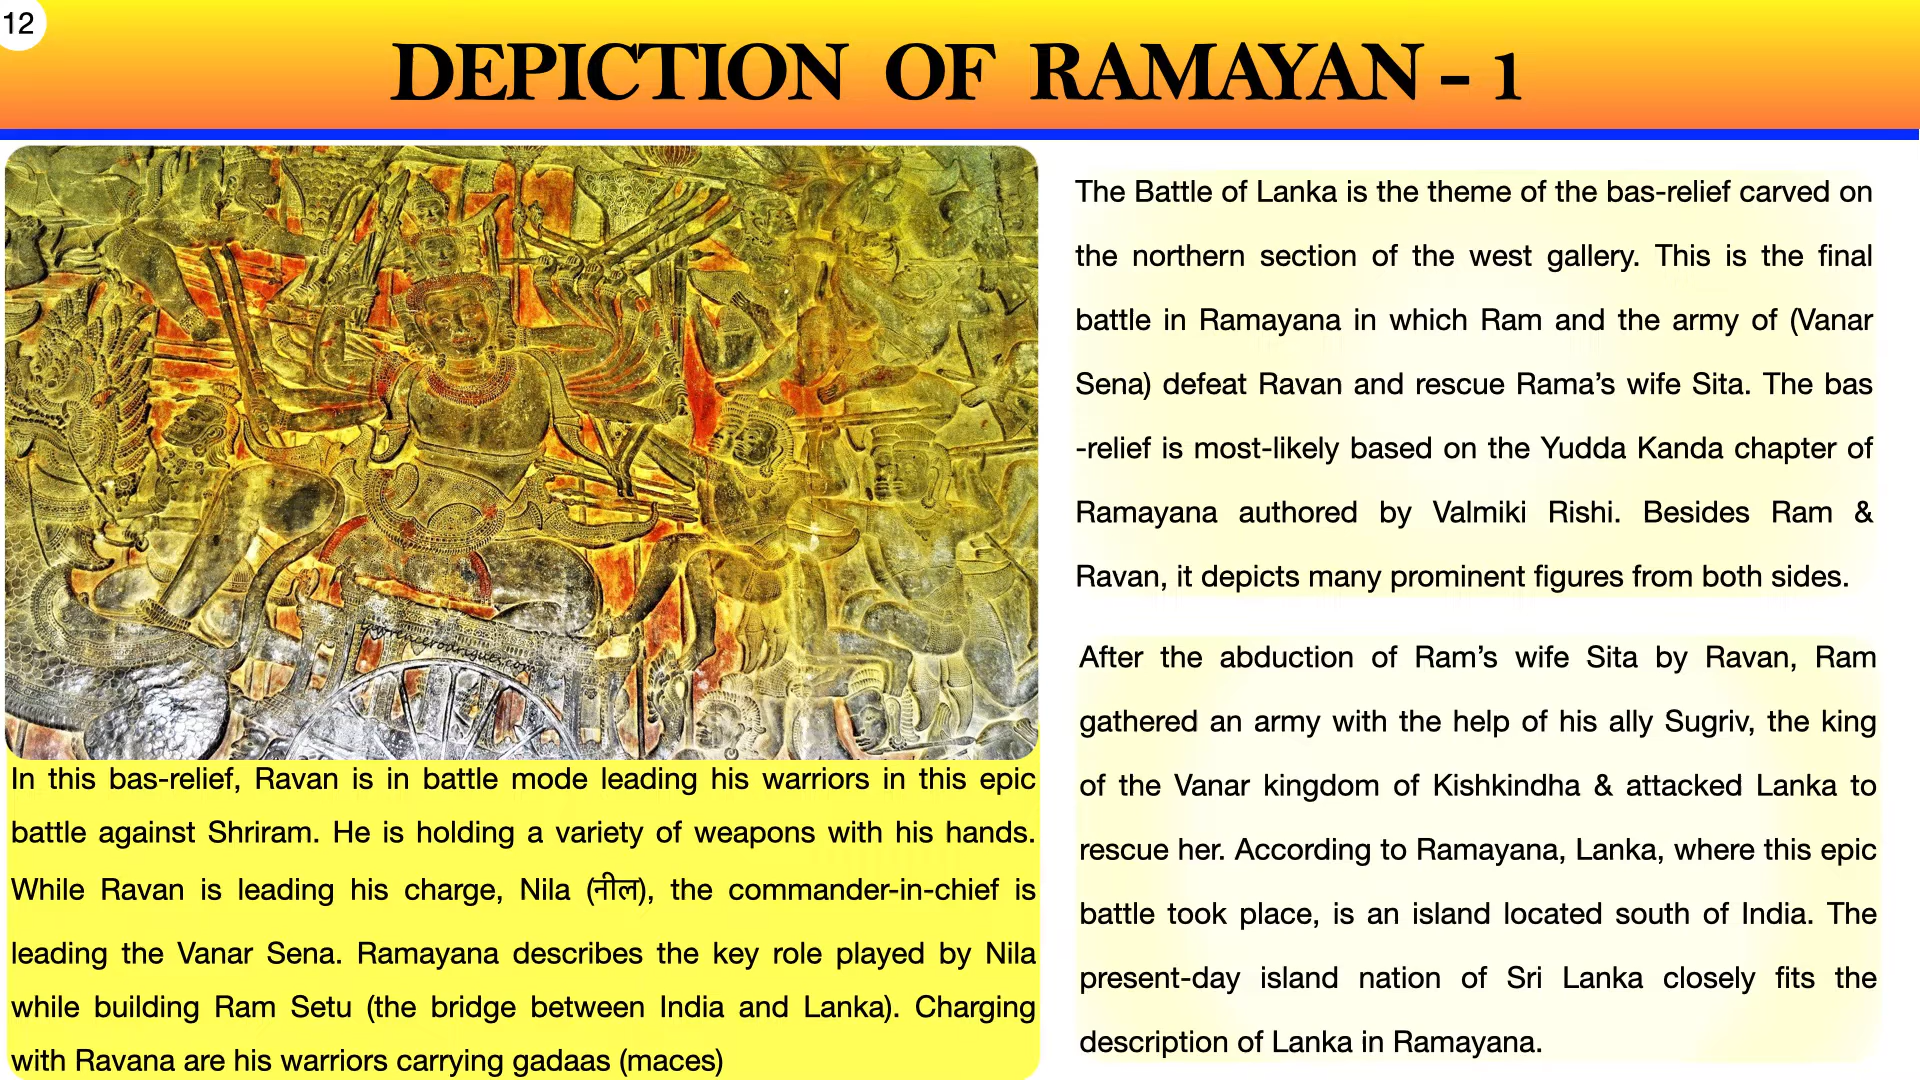 12
DEPICTION OF RAMAYAN - 1
In this bas-relief, Ravan is in battle mode leading his warriors in this epic
battle against Shriram. He is holding a variety of weapons with his hands.
While Ravan is leading his charge, Nila (नील), the commander-in-chief is
leading the Vanar Sena. Ramayana describes the key role played by Nila
while building Ram Setu (the bridge between India and Lanka). Charging
with Ravana are his warriors carrying gadaas (maces)
The Battle of Lanka is the theme of the bas-relief carved on
the northern section of the west gallery. This is the final
battle in Ramayana in which Ram and the army of (Vanar
Sena) defeat Ravan and rescue Rama’s wife Sita. The bas
-relief is most-likely based on the Yudda Kanda chapter of
Ramayana authored by Valmiki Rishi. Besides Ram &
Ravan, it depicts many prominent figures from both sides.
After the abduction of Ram’s wife Sita by Ravan, Ram
gathered an army with the help of his ally Sugriv, the king
of the Vanar kingdom of Kishkindha & attacked Lanka to
rescue her. According to Ramayana, Lanka, where this epic
battle took place, is an island located south of India. The
present-day island nation of Sri Lanka closely fits the
description of Lanka in Ramayana.